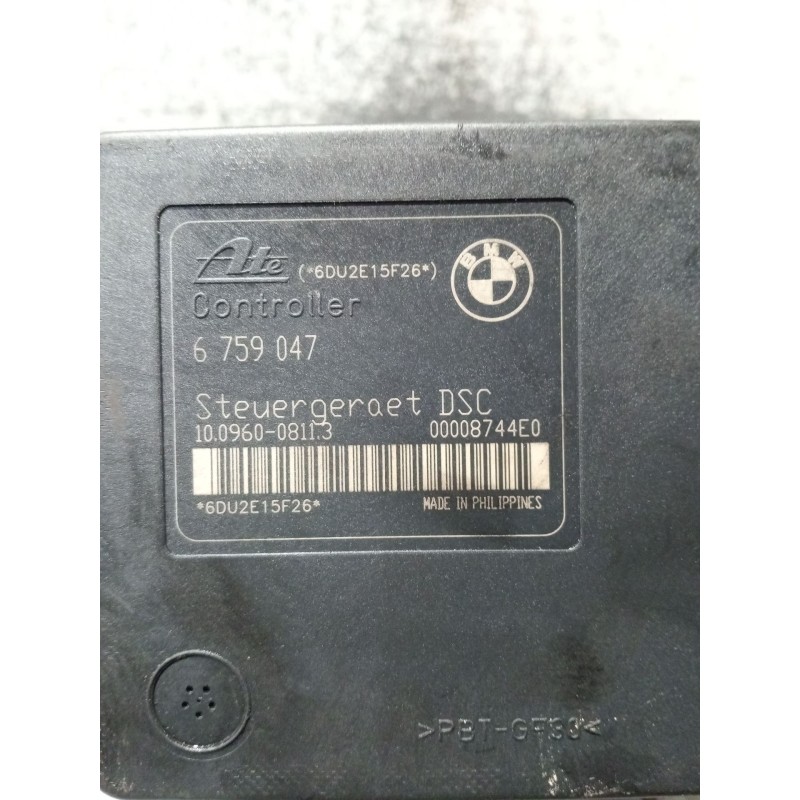 Ate (*6DU2E15F26*) BMW
Controller
6 759 047
Steuergeraet DSC
10.0960-0811.3 00008744E0
*6DU2E15F26* MADE IN PHILIPPINES
>PBT-GF30<